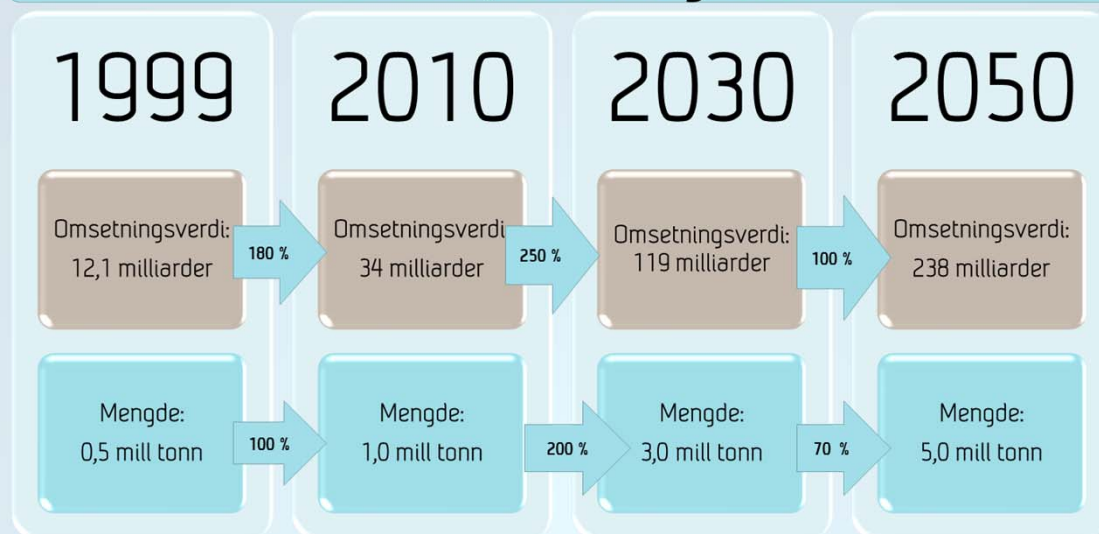 1999
2010
2030
2050
Omsetningsverdi:
12,1 milliarder
180 %
Omsetningsverdi
34 milliarder
250 %
Omsetningsverdi:
119 milliarder
100 %
Omsetningsverdi:
238 milliarder
Mengde:
0,5 mill tonn
100 %
Mengde:
1,0 mill tonn
200 %
Mengde:
3,0 mill tonn
70 %
Mengde:
5,0 mill tonn